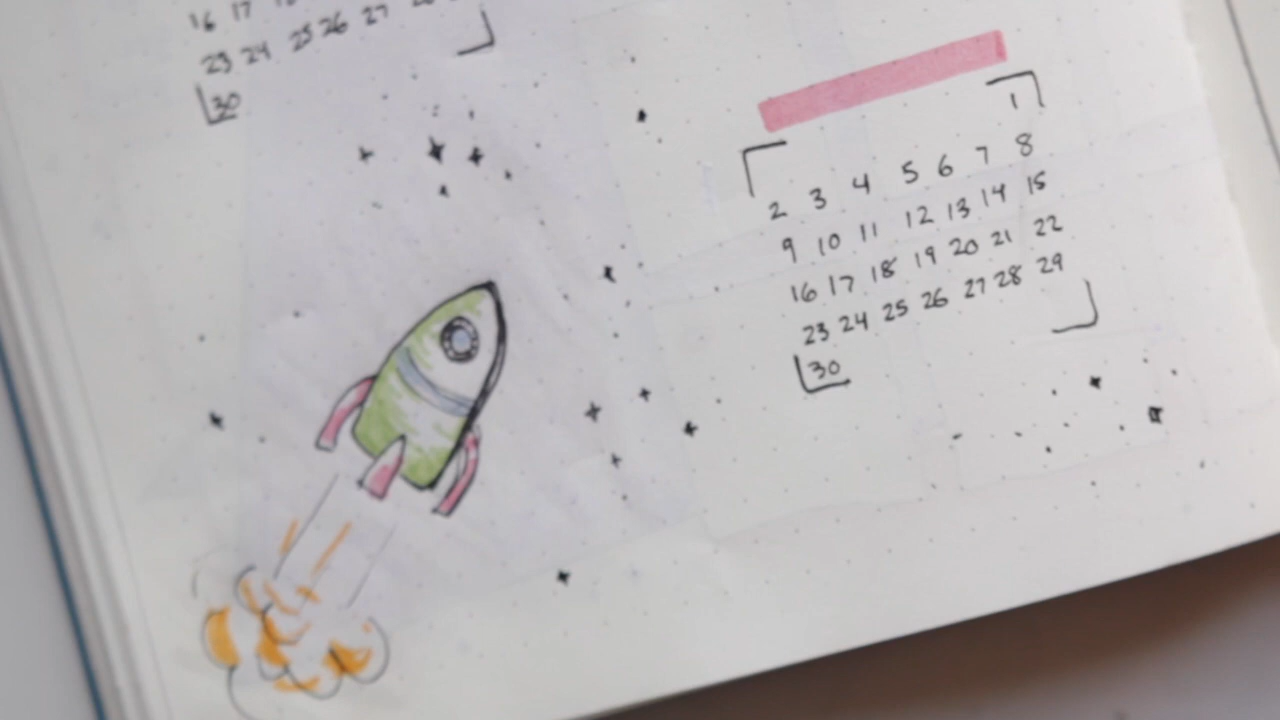 16 17
23 24 25 26 27
30
1
2 3 4 5 6 7 8
9 10 11 12 13 14 15
16 17 18 19 20 21 22
23 24 25 26 27 28 29
30